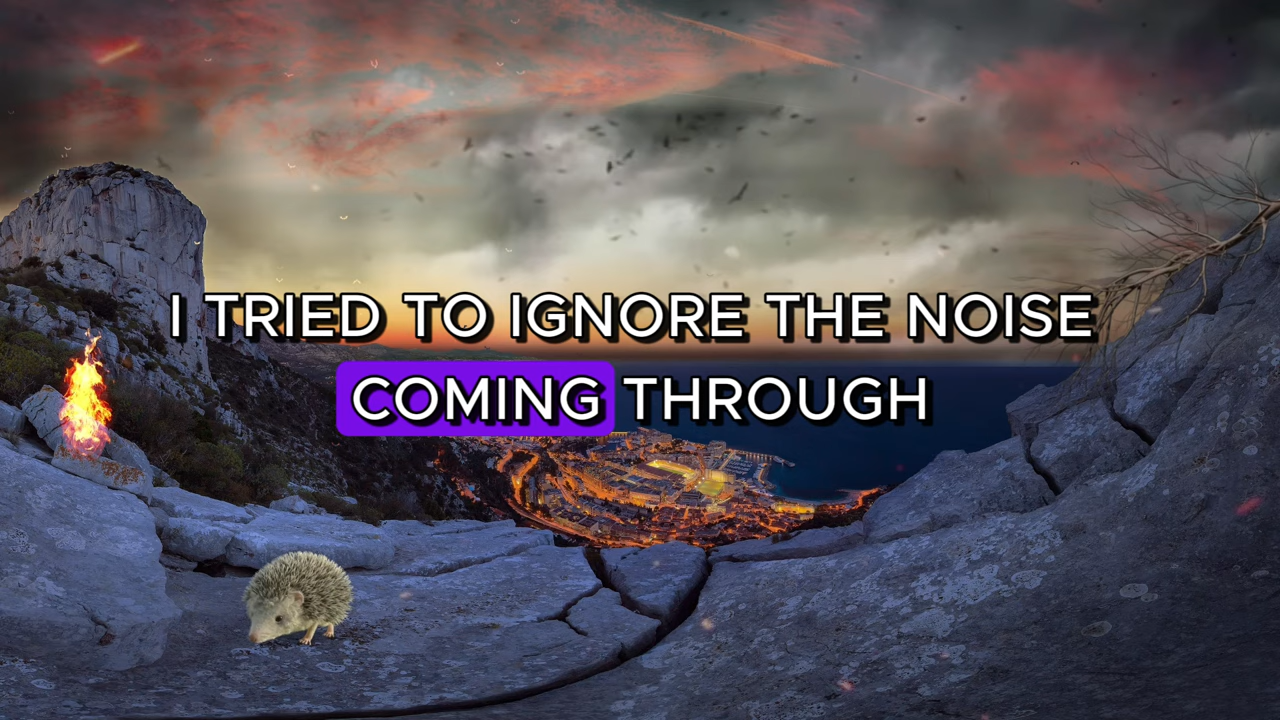 I TRIED TO IGNORE THE NOISE
COMING THROUGH